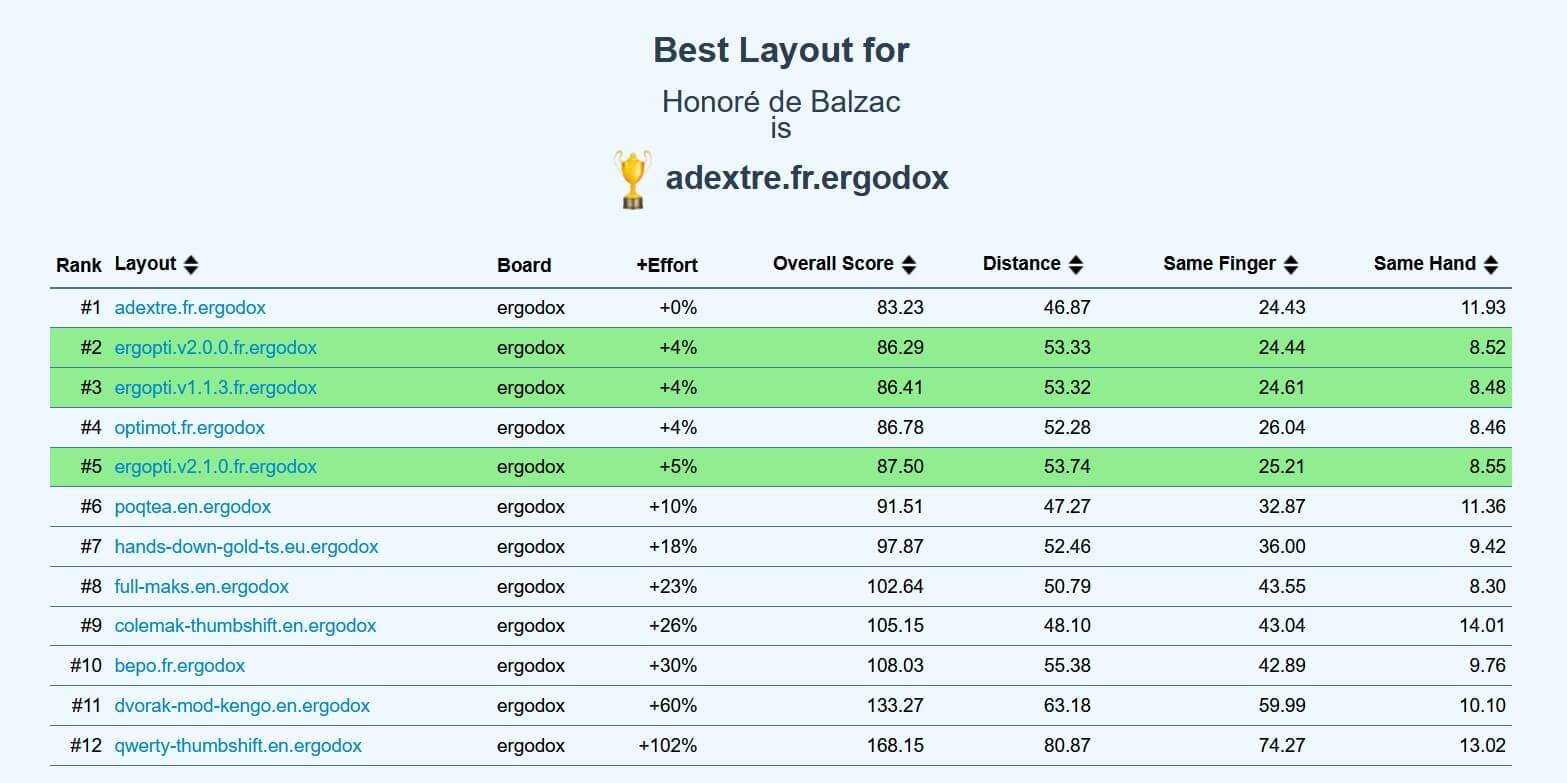 Best Layout for
Honoré de Balzac
is
adextre.fr.ergodox
Rank Layout Board +Effort Overall Score Distance Same Finger Same Hand
#1 adextre.fr.ergodox ergodox +0% 83.23 46.87 24.43 11.93
#2 ergopti.v2.0.0.fr.ergodox ergodox +4% 86.29 53.33 24.44 8.52
#3 ergopti.v1.1.3.fr.ergodox ergodox +4% 86.41 53.32 24.61 8.48
#4 optimot.fr.ergodox ergodox +4% 86.78 52.28 26.04 8.46
#5 ergopti.v2.1.0.fr.ergodox ergodox +5% 87.50 53.74 25.21 8.55
#6 poqtea.en.ergodox ergodox +10% 91.51 47.27 32.87 11.36
#7 hands-down-gold-ts.eu.ergodox ergodox +18% 97.87 52.46 36.00 9.42
#8 full-maks.en.ergodox ergodox +23% 102.64 50.79 43.55 8.30
#9 colemak-thumbshift.en.ergodox ergodox +26% 105.15 48.10 43.04 14.01
#10 bepo.fr.ergodox ergodox +30% 108.03 55.38 42.89 9.76
#11 dvorak-mod-kengo.en.ergodox ergodox +60% 133.27 63.18 59.99 10.10
#12 qwerty-thumbshift.en.ergodox ergodox +102% 168.15 80.87 74.27 13.02